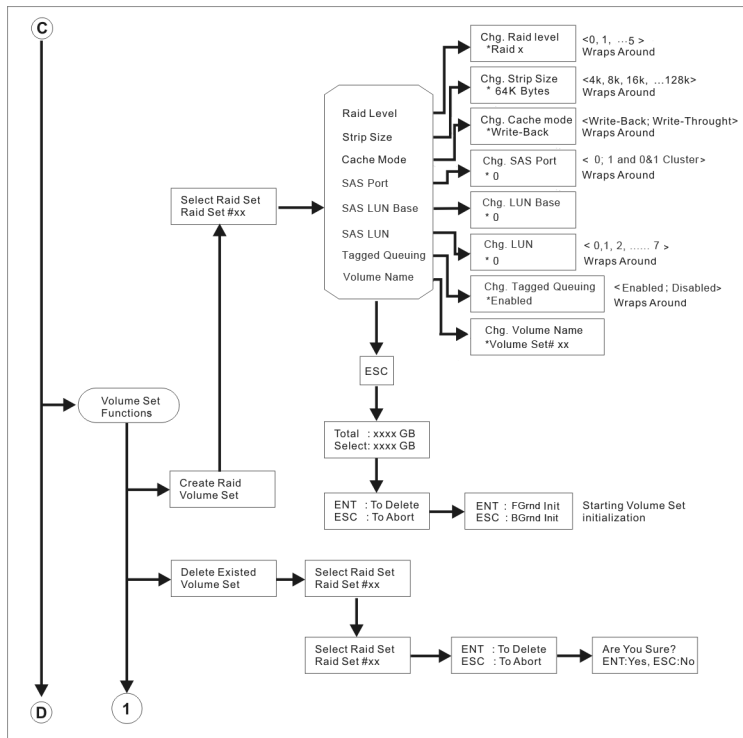 C
Chg. Raid level
*Raid x
<0, 1, ...5 >
Wraps Around
Chg. Strip Size
* 64K Bytes
<4k, 8k, 16k, ...128k>
Wraps Around
Chg. Cache mode
*Write-Back
<Write-Back; Write-Throught>
Wraps Around
Chg. SAS Port
* 0
< 0; 1 and 0&1 Cluster>
Wraps Around
Chg. LUN Base
* 0
Chg. LUN
* 0
< 0,1, 2, ...... 7 >
Wraps Around
Chg. Tagged Queuing
*Enabled
<Enabled; Disabled>
Wraps Around
Chg. Volume Name
*Volume Set# xx
Raid Level
Strip Size
Cache Mode
SAS Port
SAS LUN Base
SAS LUN
Tagged Queuing
Volume Name
Select Raid Set
Raid Set #xx
ESC
Volume Set
Functions
Total : xxxx GB
Select: xxxx GB
Create Raid
Volume Set
ENT : To Delete
ESC : To Abort
ENT : FGrnd Init
ESC : BGrnd Init
Starting Volume Set
initialization
Delete Existed
Volume Set
Select Raid Set
Raid Set #xx
Select Raid Set
Raid Set #xx
ENT : To Delete
ESC : To Abort
Are You Sure?
ENT:Yes, ESC:No
D
1